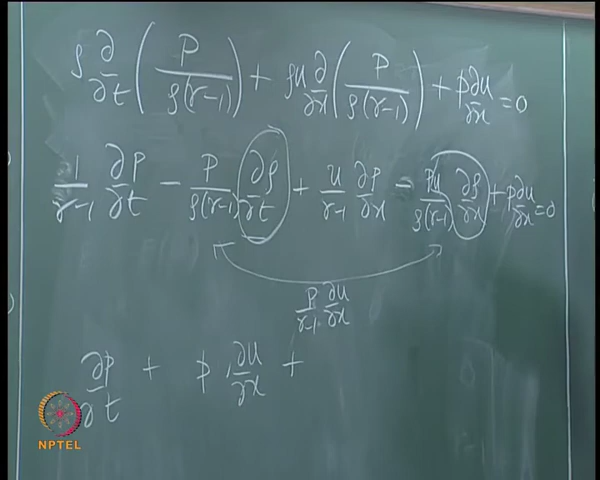 ρ ∂/∂t ( P / ρ(γ-1) ) + ρu ∂/∂x ( P / ρ(γ-1) ) + p ∂u/∂x = 0
1/γ-1 ∂P/∂t - P/ρ(γ-1) ∂ρ/∂t + u/γ-1 ∂P/∂x - Pu/ρ(γ-1) ∂ρ/∂x + p ∂u/∂x = 0
P/γ-1 ∂u/∂x
∂p/∂t + p ∂u/∂x +
NPTEL